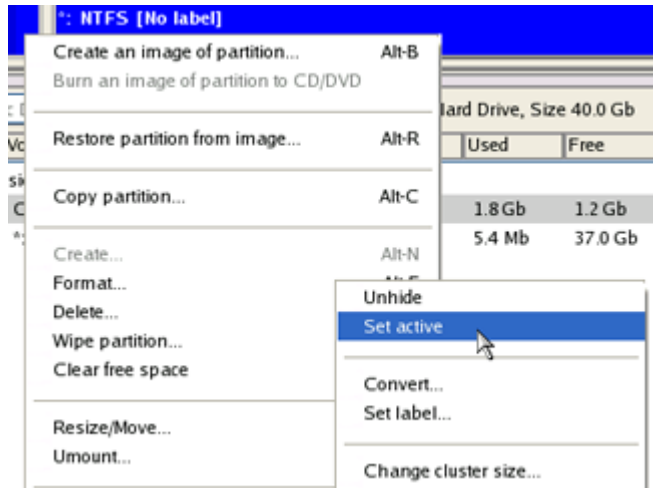 *: NTFS [No label]
Create an image of partition... Alt-B
Burn an image of partition to CD/DVD
Hard Drive, Size 40.0 Gb
Restore partition from image... Alt-R
Used Free
Copy partition... Alt-C
C 1.8 Gb 1.2 Gb
*: 5.4 Mb 37.0 Gb
Create... Alt-N
Format...
Delete...
Wipe partition...
Clear free space
Resize/Move...
Umount...
Unhide
Set active
Convert...
Set label...
Change cluster size...